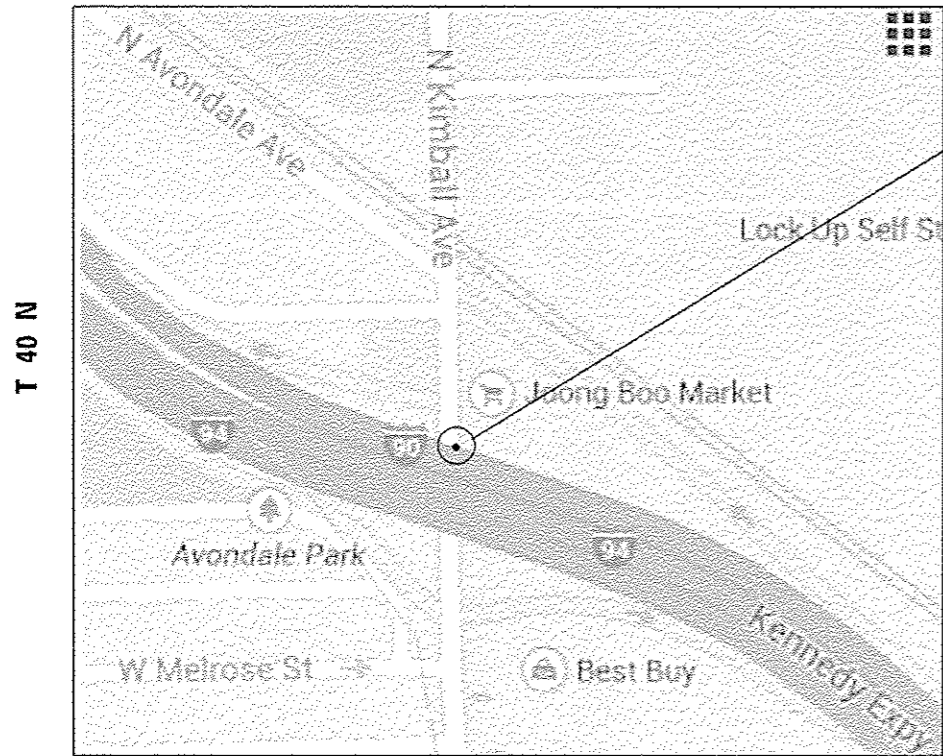 N Avondale Ave
N Kimball Ave
Lock Up Self St
T 40 N
Joong Boo Market
94
90
Avondale Park
94
W Melrose St
Best Buy
Kennedy Expy